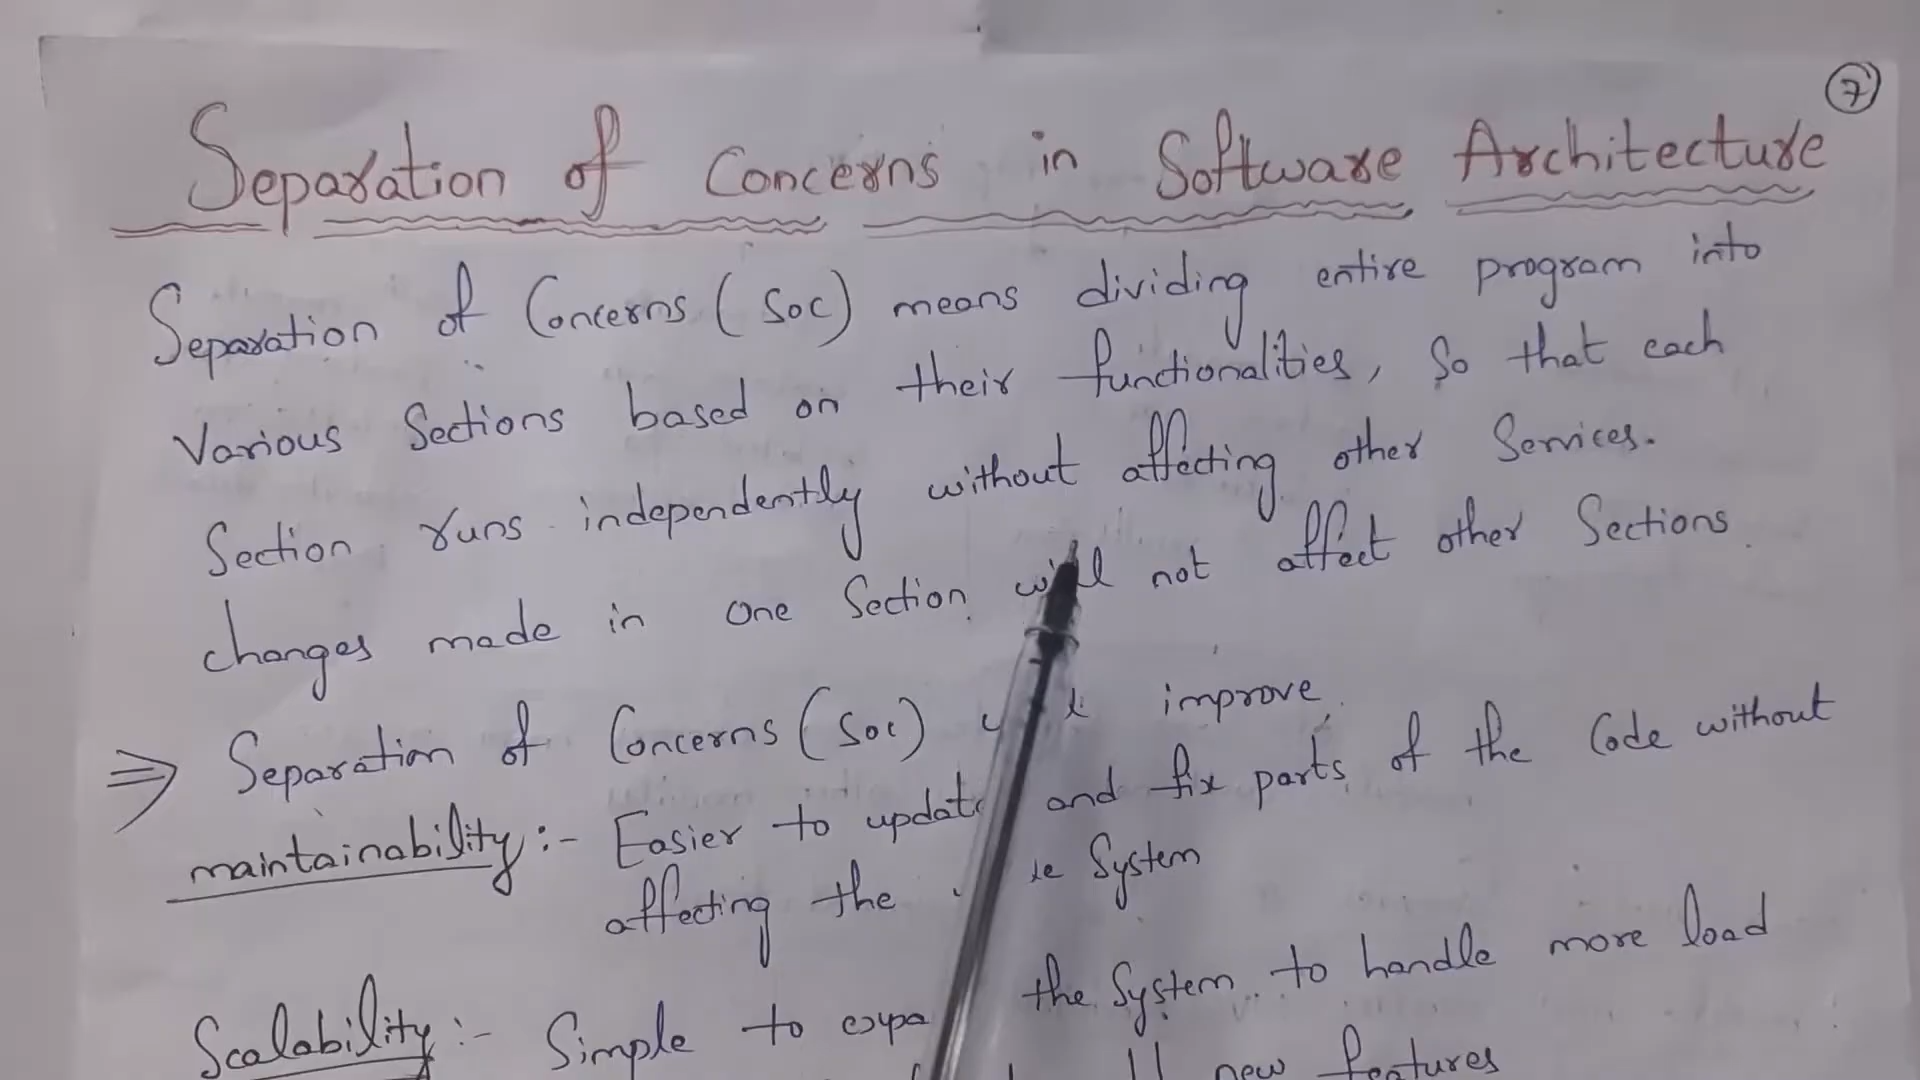 7
Separation of Concerns in Software Architecture
Separation of Concerns (SoC) means dividing entire program into
Various Sections based on their functionalities, So that each
Section runs independently without affecting other Services.
changes made in one Section will not affect other Sections
⇒ Separation of Concerns (SoC) improve
maintainability :- Easier to update and fix parts of the Code without
affecting the System
Scalability :- Simple to the System to handle more load
new features